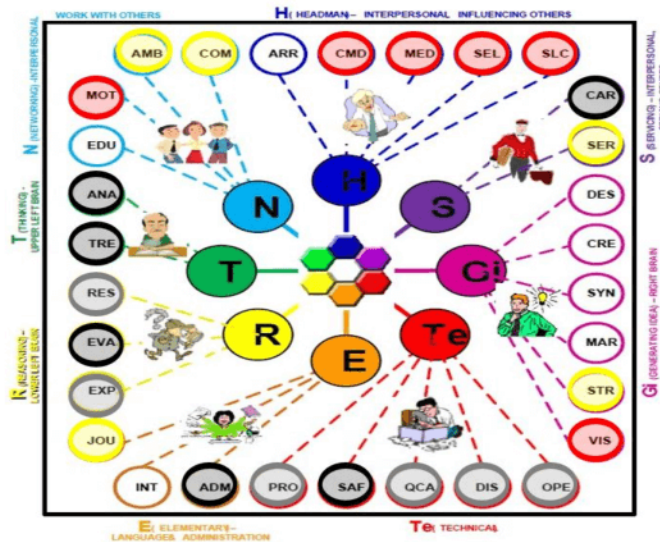 WORK WITH OTHERS
H( HEADMAN) – INTERPERSONAL INFLUENCING OTHERS
N (NETWORKING) -INTERPERSONAL
AMB
COM
ARR
CMD
MED
SEL
SLC
S (SERVICING) – INTERPERSONAL,
MOT
CAR
EDU
SER
T (THINKING) -
UPPER LEFT BRAIN
ANA
DES
TRE
CRE
RES
SYN
EVA
MAR
EXP
STR
JOU
VIS
N
H
S
T
Gi
R
E
Te
R (REASONING) –
LOWER LEFT BRAIN
Gi (GENERATING IDEA) – RIGHT BRAIN
INT
ADM
PRO
SAF
QCA
DIS
OPE
E( ELEMENTARY)–
LANGUAGE& ADMINISTRATION
Te( TECHNICAL)